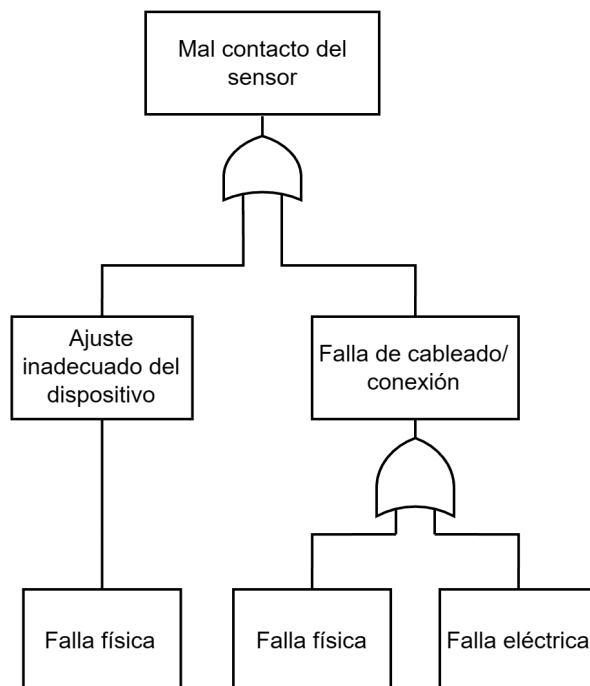 Mal contacto del
sensor
Ajuste
inadecuado del
dispositivo
Falla de cableado/
conexión
Falla física
Falla física
Falla eléctrica